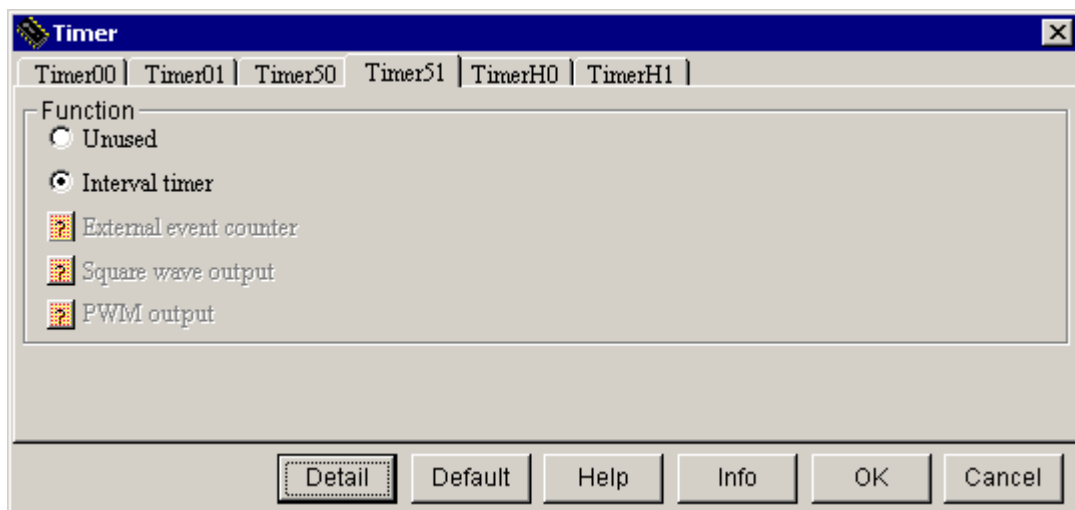 Timer
Timer00 Timer01 Timer50 Timer51 TimerH0 TimerH1
Function
Unused
Interval timer
? External event counter
? Square wave output
? PWM output
Detail Default Help Info OK Cancel